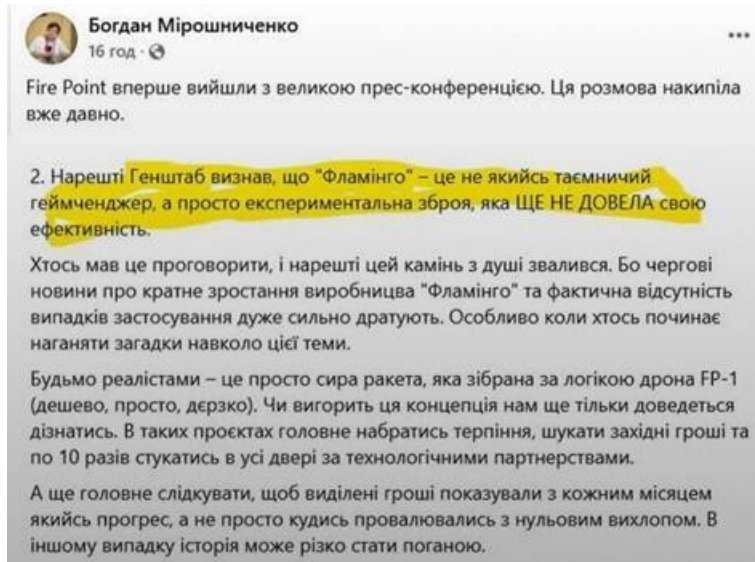 Богдан Мірошниченко
16 год ·
Fire Point вперше вийшли з великою прес-конференцією. Ця розмова накипіла
вже давно.
2. Нарешті Генштаб визнав, що "Фламінго" – це не якийсь таємничий
геймченджер, а просто експериментальна зброя, яка ЩЕ НЕ ДОВЕЛА свою
ефективність.
Хтось мав це проговорити, і нарешті цей камінь з душі звалився. Бо чергові
новини про кратне зростання виробницва "Фламінго" та фактична відсутність
випадків застосування дуже сильно дратують. Особливо коли хтось починає
наганяти загадки навколо цієї теми.
Будьмо реалістами – це просто сира ракета, яка зібрана за логікою дрона FP-1
(дешево, просто, дєрзко). Чи вигорить ця концепція нам ще тільки доведеться
дізнатись. В таких проєктах головне набратись терпіння, шукати західні гроші та
по 10 разів стукатись в усі двері за технологічними партнерствами.
А ще головне слідкувати, щоб виділені гроші показували з кожним місяцем
якийсь прогрес, а не просто кудись провалювались з нульовим вихлопом. В
іншому випадку історія може різко стати поганою.